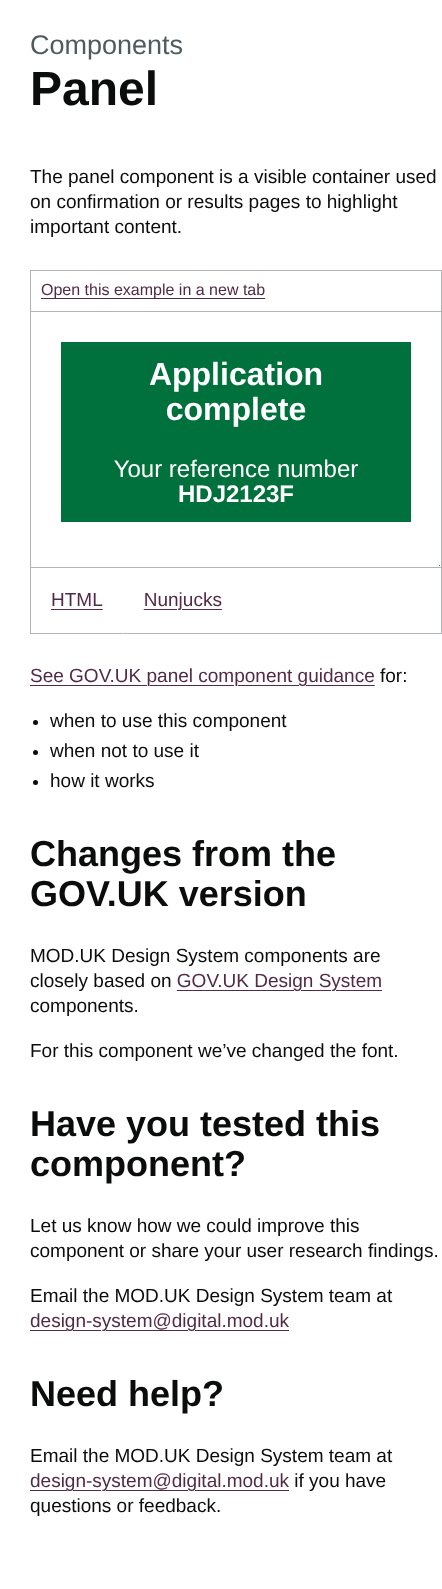 Components
Panel
The panel component is a visible container used
on confirmation or results pages to highlight
important content.
Open this example in a new tab
Application
complete
Your reference number
HDJ2123F
HTML Nunjucks
See GOV.UK panel component guidance for:
• when to use this component
• when not to use it
• how it works
Changes from the
GOV.UK version
MOD.UK Design System components are
closely based on GOV.UK Design System
components.
For this component we’ve changed the font.
Have you tested this
component?
Let us know how we could improve this
component or share your user research findings.
Email the MOD.UK Design System team at
design-system@digital.mod.uk
Need help?
Email the MOD.UK Design System team at
design-system@digital.mod.uk if you have
questions or feedback.